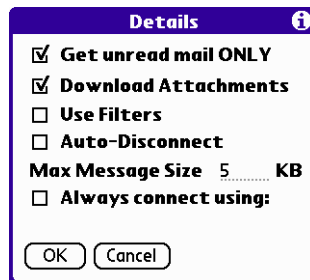 Details
Get unread mail ONLY
Download Attachments
Use Filters
Auto-Disconnect
Max Message Size 5 KB
Always connect using:
OK Cancel